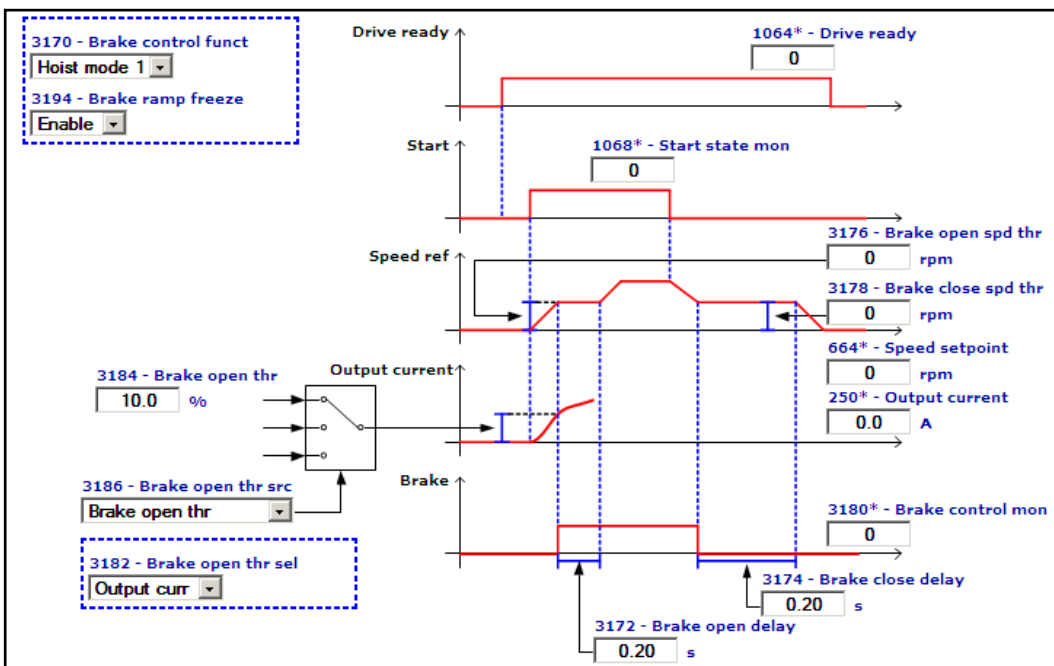 3170 - Brake control funct
Hoist mode 1
3194 - Brake ramp freeze
Enable
Drive ready
1064* - Drive ready
0
Start
1068* - Start state mon
0
Speed ref
3176 - Brake open spd thr
0 rpm
3178 - Brake close spd thr
0 rpm
664* - Speed setpoint
0 rpm
Output current
250* - Output current
0.0 A
3184 - Brake open thr
10.0 %
3186 - Brake open thr src
Brake open thr
3182 - Brake open thr sel
Output curr
Brake
3180* - Brake control mon
0
3174 - Brake close delay
0.20 s
3172 - Brake open delay
0.20 s